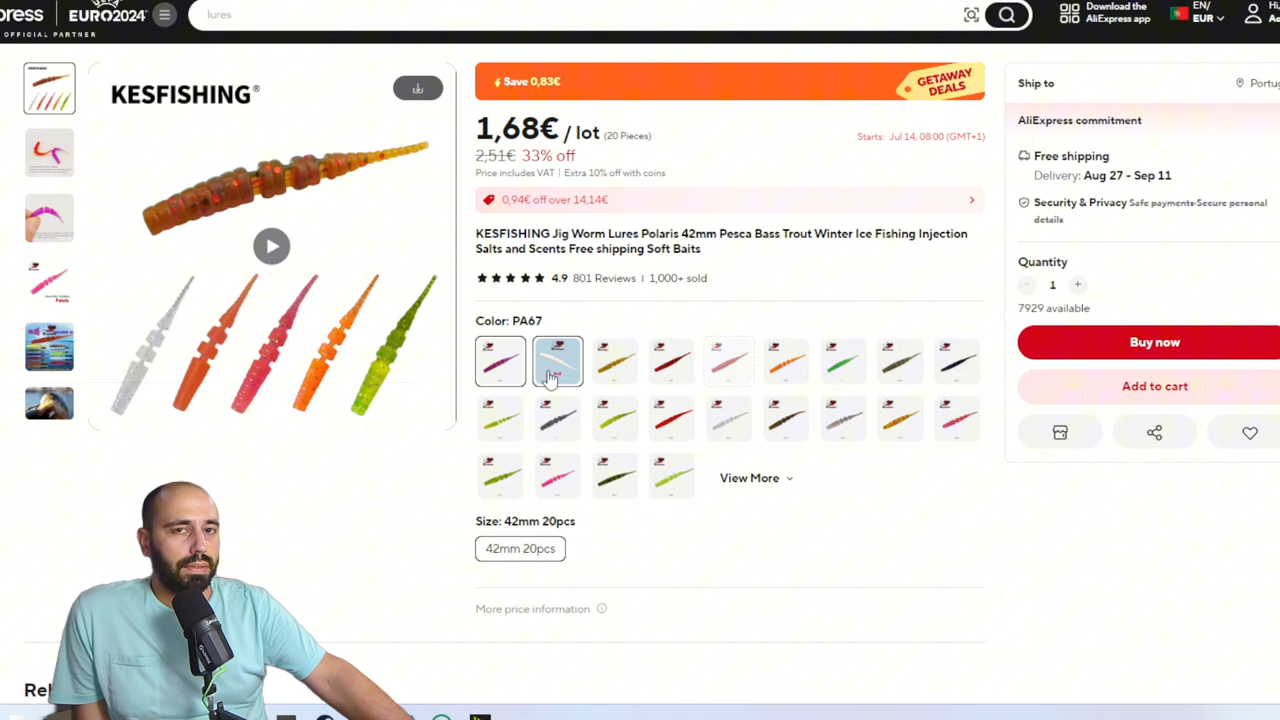 press
EURO2024
OFFICIAL PARTNER
lures
Download the
AliExpress app
EN/
EUR
Hi,
KESFISHING®
Save 0,83€
GETAWAY
DEALS
1,68€ / lot (20 Pieces)
Starts: Jul 14, 08:00 (GMT+1)
2,51€ 33% off
Price includes VAT | Extra 10% off with coins
0,94€ off over 14,14€
KESFISHING Jig Worm Lures Polaris 42mm Pesca Bass Trout Winter Ice Fishing Injection
Salts and Scents Free shipping Soft Baits
4.9 801 Reviews | 1,000+ sold
Color: PA67
View More
Size: 42mm 20pcs
42mm 20pcs
More price information
Ship to
Portug
AliExpress commitment
Free shipping
Delivery: Aug 27 - Sep 11
Security & Privacy Safe payments·Secure personal
details
Quantity
1
7929 available
Buy now
Add to cart
Rel